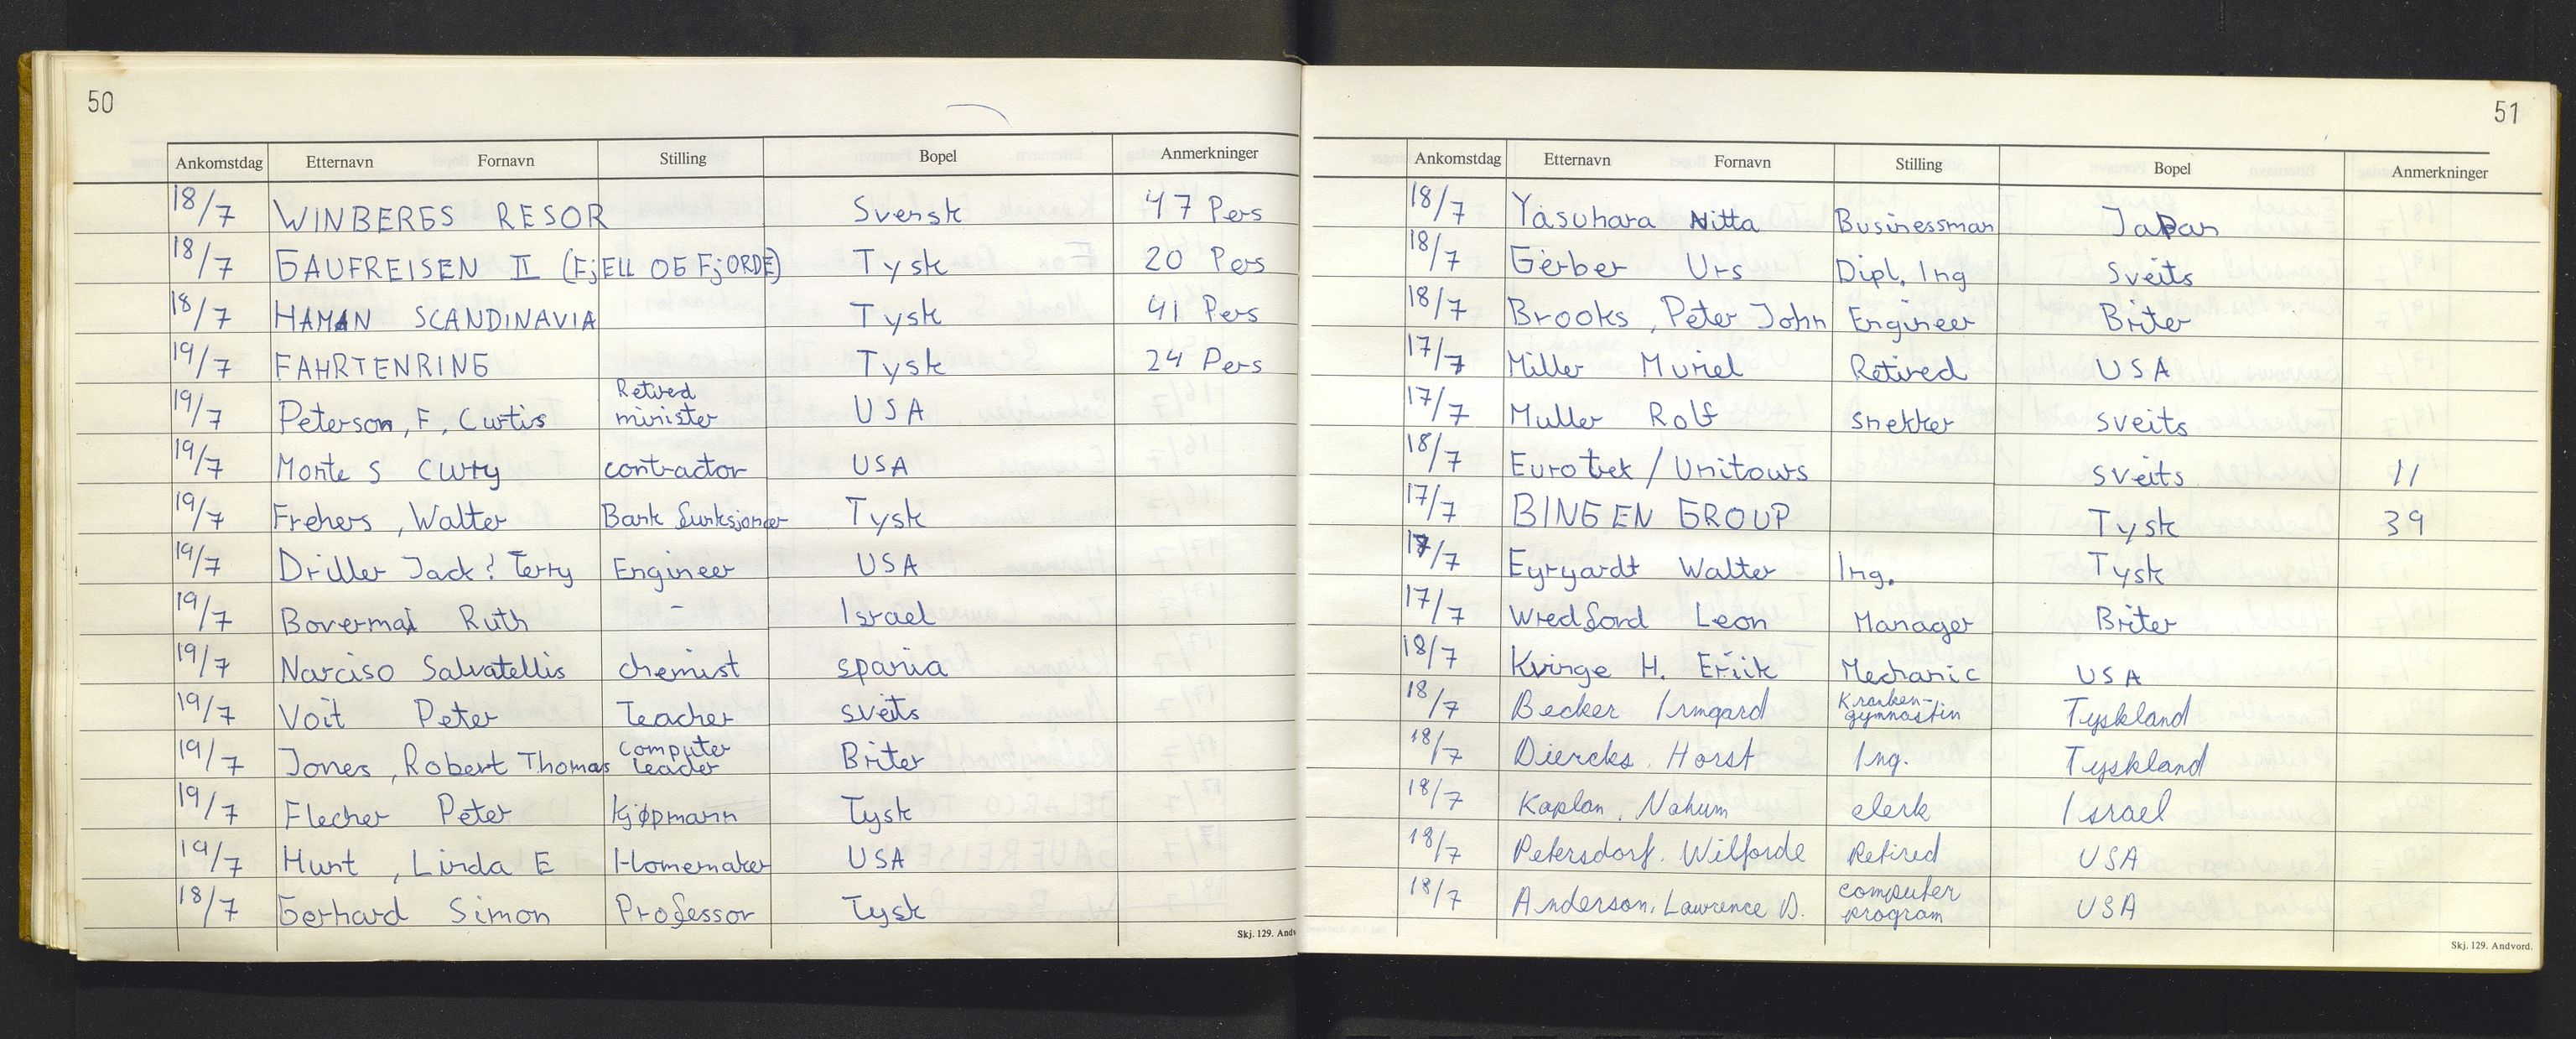 50
Ankomstdag Etternavn Fornavn Stilling Bopel Anmerkninger
18/7 WINBERGS RESOR Svensk 47 Pers
18/7 GAUFREISEN II (FjELL OG FjORDE) Tysk 20 Pers
18/7 HAMAN SCANDINAVIA Tysk 41 Pers
19/7 FAHRTENRING Tysk 24 Pers
19/7 Peterson, F. Curtis Retired minister USA
19/7 Monte S Curry contractor USA
19/7 Frehers, Walter Bank funksjonær Tysk
19/7 Driller Jack? Terry Engineer USA
19/7 Ruth - Israel
19/7 Narciso Salvatellis chemist spania
19/7 Voit Peter Teacher sveits
19/7 Jones, Robert Thomas computer leader Briter
19/7 Flecher Peter kjøpmann Tysk
19/7 Hunt, Linda E Homemaker USA
18/7 Gerhard Simon Professor Tysk
Skj. 129. Andv
51
Ankomstdag Etternavn Fornavn Stilling Bopel Anmerkninger
18/7 Yasuhara Nitta Businessman Japan
18/7 Gerber Urs Dipl. Ing Sveits
18/7 Brooks, Peter John Engineer Briter
17/7 Miller Muriel Retired USA
17/7 Muller Rolf snekker sveits
18/7 Eurotrek / Unitours sveits 11
17/7 BINGEN GROUP Tysk 39
17/7 Eyryardt Walter Ing. Tysk
17/7 Wredford Leon Manager Briter
18/7 Kvinge H. Eriik Mechanic USA
18/7 Becker Irmgard Kranken-gymnastin Tyskland
18/7 Diercks. Horst Ing. Tyskland
18/7 Kaplan, Nahum clerk Israel
18/7 Petersdorf. Wilforde Retired USA
18/7 Anderson, Lawrence D. computer program USA
Skj. 129. Andvord.